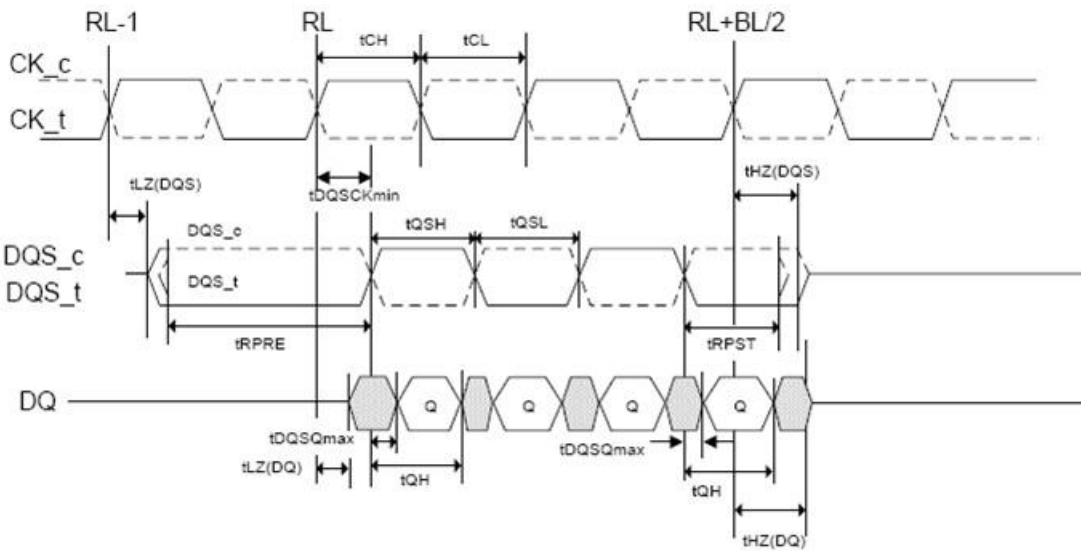 RL-1 RL RL+BL/2
tCH tCL
CK_c
CK_t
tLZ(DQS) tDQSCKmin tHZ(DQS)
DQS_c tQSH tQSL
DQS_c
DQS_t
DQS_t
tRPRE tRPST
DQ Q Q Q Q
tDQSQmax tDQSQmax
tLZ(DQ) tQH tQH
tHZ(DQ)